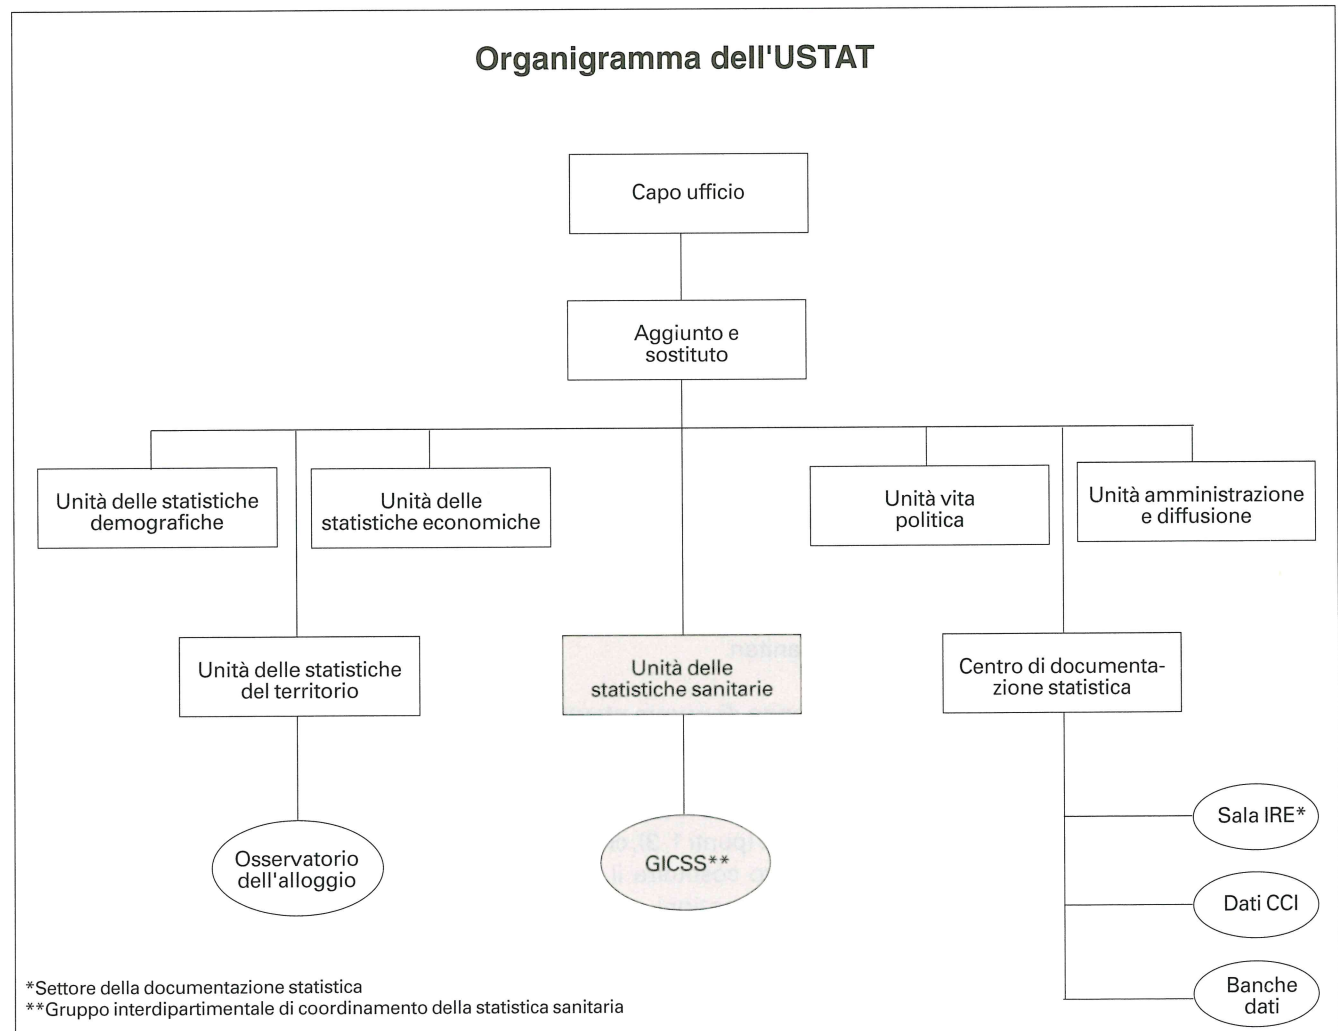 Organigramma dell'USTAT
Capo ufficio
Aggiunto e
sostituto
Unità delle statistiche
demografiche
Unità delle
statistiche economiche
Unità vita
politica
Unità amministrazione
e diffusione
Unità delle statistiche
del territorio
Unità delle
statistiche sanitarie
Centro di documenta-
zione statistica
Osservatorio
dell'alloggio
GICSS**
Sala IRE*
Dati CCI
Banche
dati
*Settore della documentazione statistica
**Gruppo interdipartimentale di coordinamento della statistica sanitaria